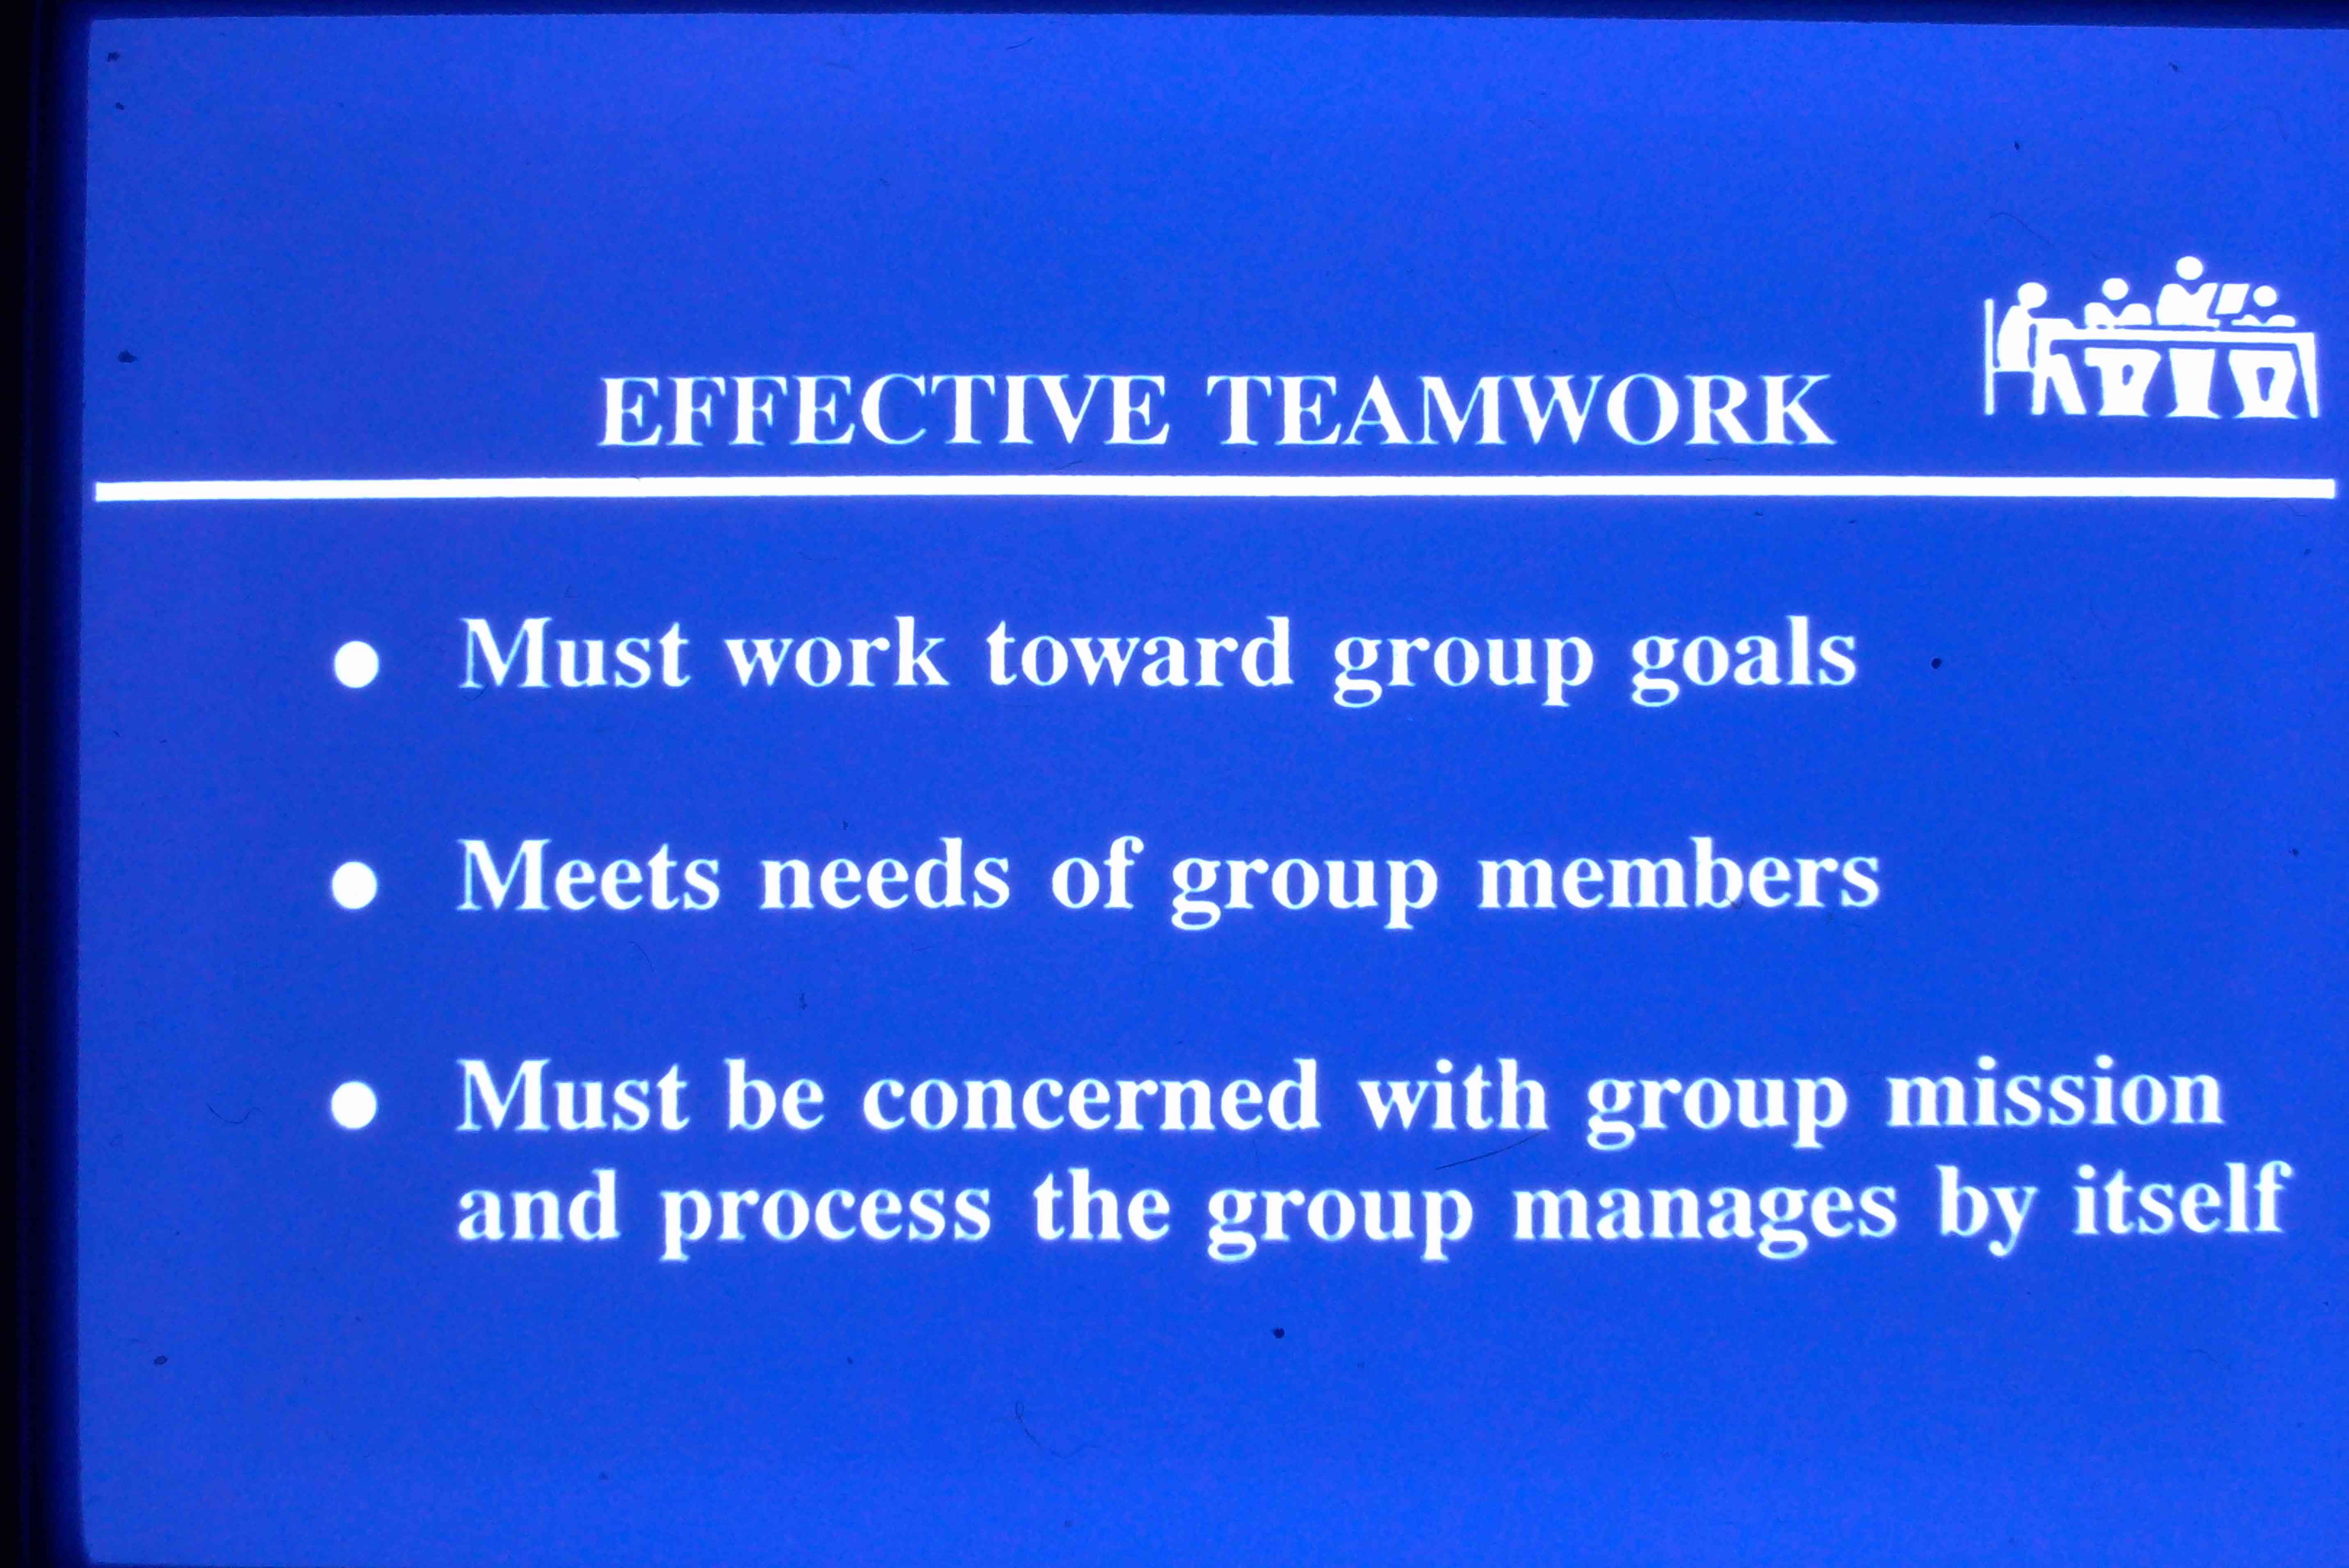 EFFECTIVE TEAMWORK
● Must work toward group goals
● Meets needs of group members
● Must be concerned with group mission
and process the group manages by itself